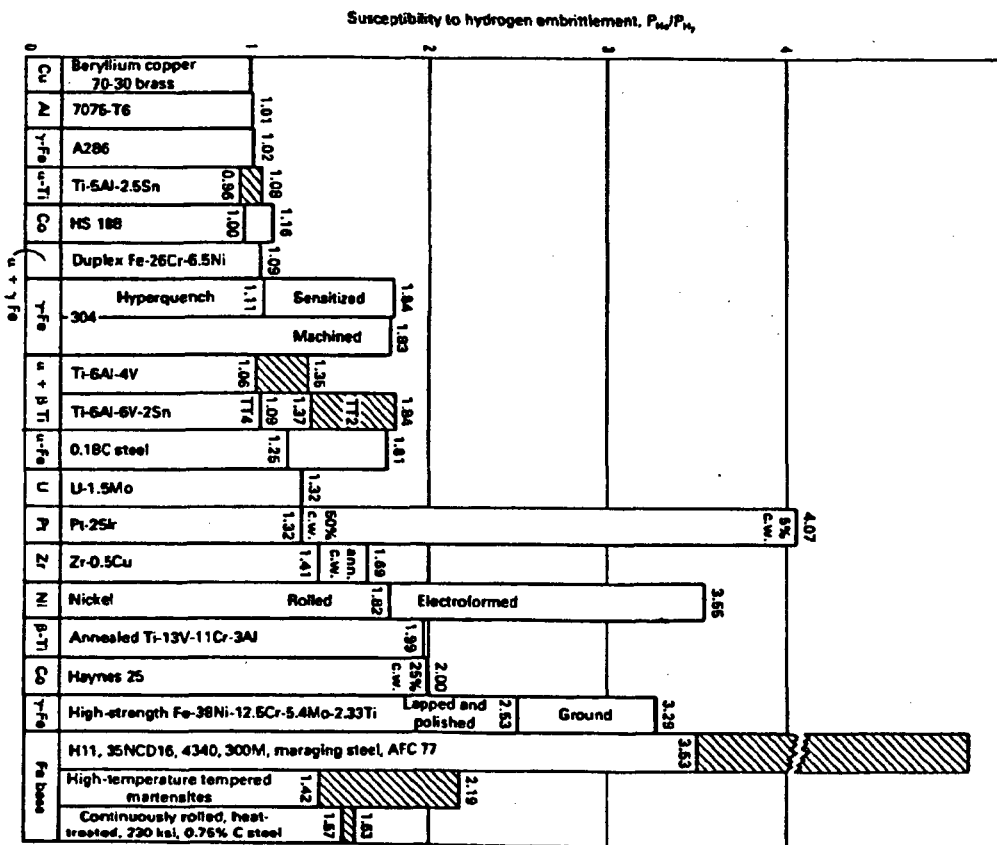 Susceptibility to hydrogen embrittlement, P_He/P_H₂
0 1 2 3 4
Cu
Beryllium copper
70-30 brass
Al
7075-T6
1.01
γ-Fe
A286
1.02
α-Ti
Ti-5Al-2.5Sn
0.96
1.08
Co
HS 188
1.00
1.16
α + γ Fe
Duplex Fe-26Cr-6.5Ni
1.09
γ-Fe
304
Hyperquench
1.11
Sensitized
1.84
Machined
1.83
α + β Ti
Ti-6Al-4V
1.06
1.35
Ti-6Al-6V-2Sn
TT4
1.09
1.37
TT2
1.84
α-Fe
0.18C steel
1.25
1.81
U
U-1.5Mo
1.32
Pt
Pt-25Ir
1.32
50%
c.w.
5%
c.w.
4.07
Zr
Zr-0.5Cu
1.41
c.w.
ann.
1.69
Ni
Nickel
Rolled
1.82
Electroformed
3.55
β-Ti
Annealed Ti-13V-11Cr-3Al
1.99
Co
Haynes 25
25%
c.w.
2.00
γ-Fe
High-strength Fe-38Ni-12.5Cr-5.4Mo-2.33Ti
Lapped and
polished
2.53
Ground
3.29
Fe base
H11, 35NCD16, 4340, 300M, maraging steel, AFC 77
3.53
High-temperature tempered
martensites
1.42
2.19
Continuously rolled, heat-
treated, 230 ksi, 0.76% C steel
1.57
1.63